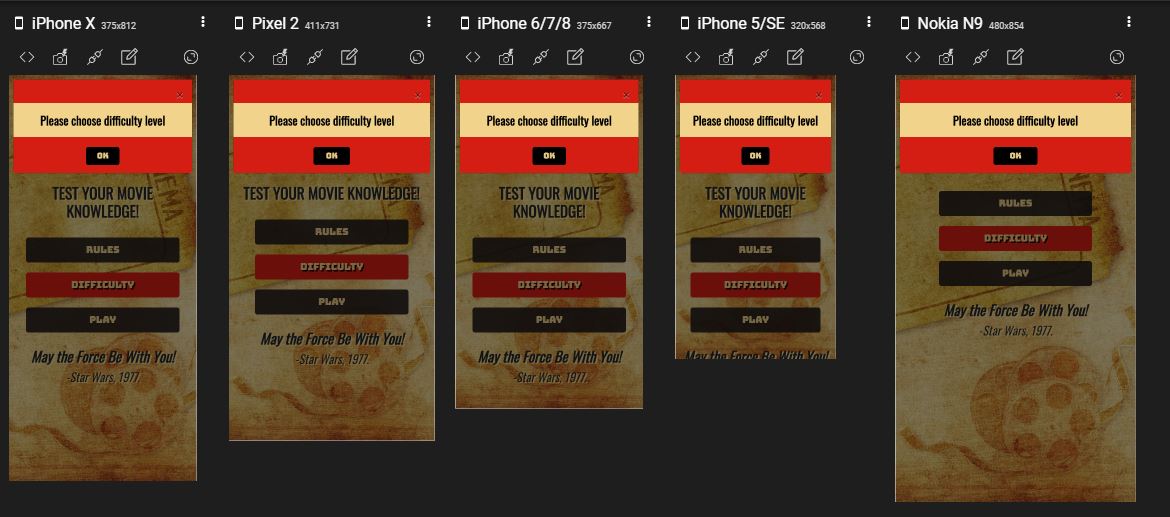 iPhone X 375x812
×
Please choose difficulty level
OK
TEST YOUR MOVIE
KNOWLEDGE!
RULES
DIFFICULTY
PLAY
May the Force Be With You!
-Star Wars, 1977.
Pixel 2 411x731
×
Please choose difficulty level
OK
TEST YOUR MOVIE KNOWLEDGE!
RULES
DIFFICULTY
PLAY
May the Force Be With You!
-Star Wars, 1977.
iPhone 6/7/8 375x667
×
Please choose difficulty level
OK
TEST YOUR MOVIE
KNOWLEDGE!
RULES
DIFFICULTY
PLAY
May the Force Be With You!
-Star Wars, 1977.
iPhone 5/SE 320x568
×
Please choose difficulty level
OK
TEST YOUR MOVIE
KNOWLEDGE!
RULES
DIFFICULTY
PLAY
May the Force Be With You!
Nokia N9 480x854
×
Please choose difficulty level
OK
RULES
DIFFICULTY
PLAY
May the Force Be With You!
-Star Wars, 1977.